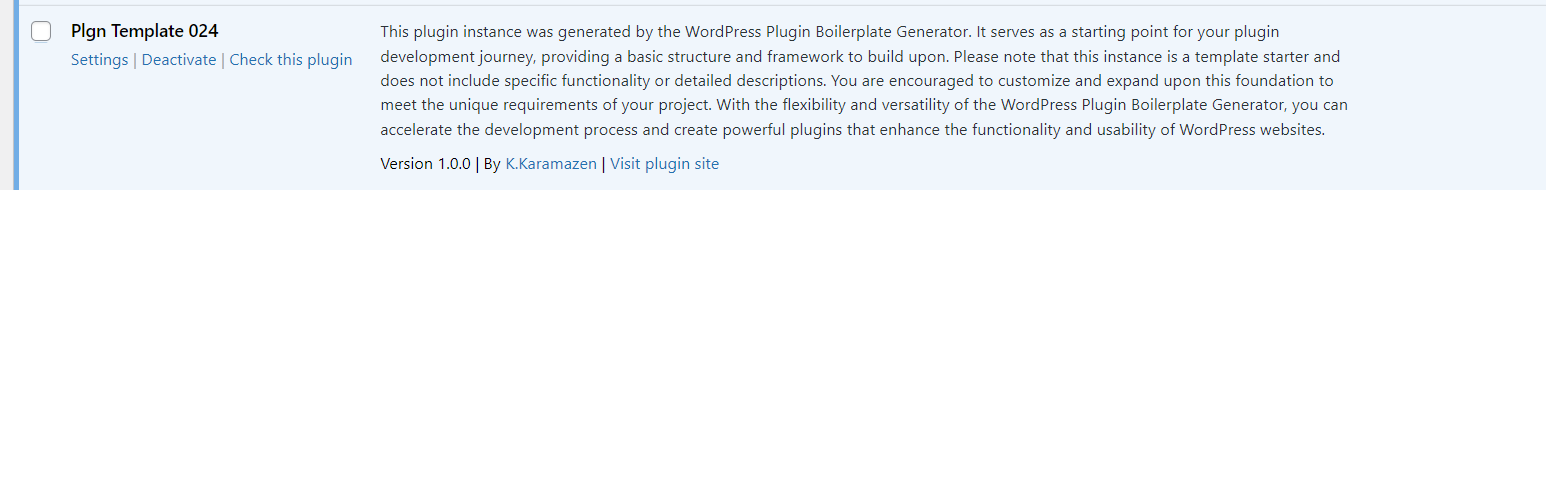 Plgn Template 024
Settings | Deactivate | Check this plugin
This plugin instance was generated by the WordPress Plugin Boilerplate Generator. It serves as a starting point for your plugin
development journey, providing a basic structure and framework to build upon. Please note that this instance is a template starter and
does not include specific functionality or detailed descriptions. You are encouraged to customize and expand upon this foundation to
meet the unique requirements of your project. With the flexibility and versatility of the WordPress Plugin Boilerplate Generator, you can
accelerate the development process and create powerful plugins that enhance the functionality and usability of WordPress websites.
Version 1.0.0 | By K.Karamazen | Visit plugin site